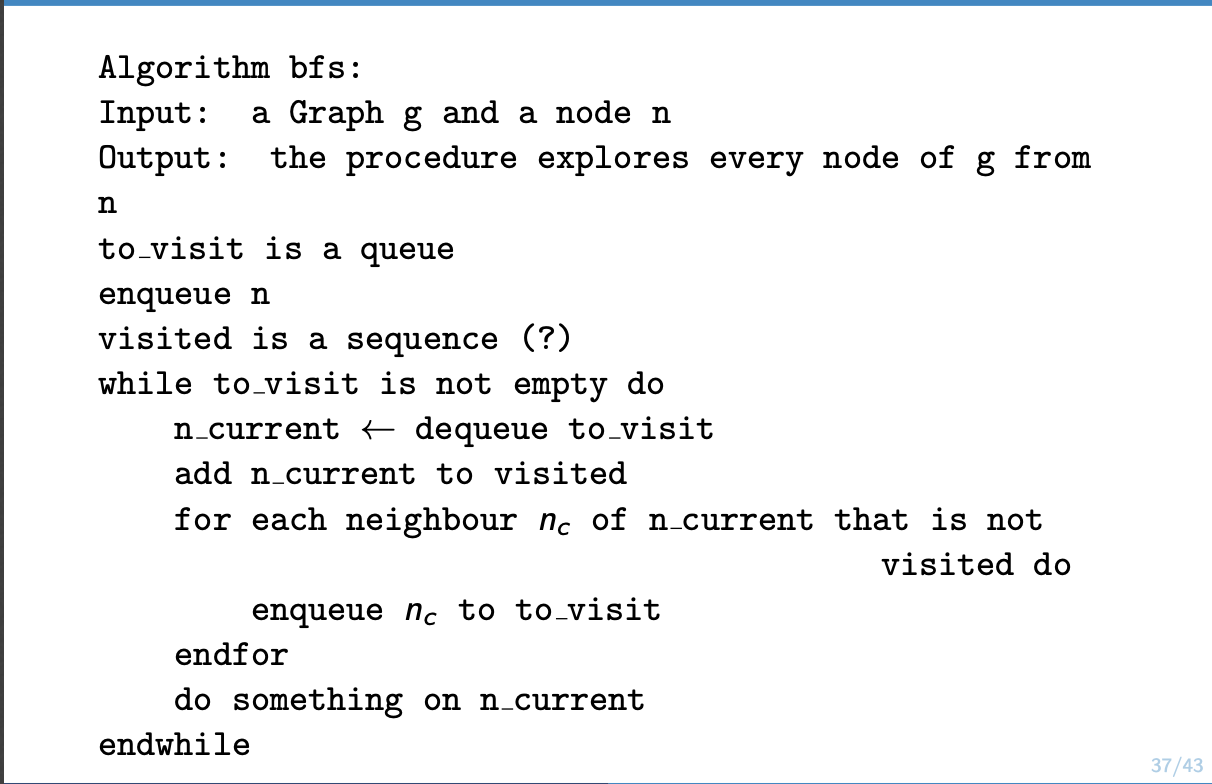 Algorithm bfs:
Input: a Graph g and a node n
Output: the procedure explores every node of g from
n
to_visit is a queue
enqueue n
visited is a sequence (?)
while to_visit is not empty do
n_current ← dequeue to_visit
add n_current to visited
for each neighbour n_c of n_current that is not
visited do
enqueue n_c to to_visit
endfor
do something on n_current
endwhile
37/43